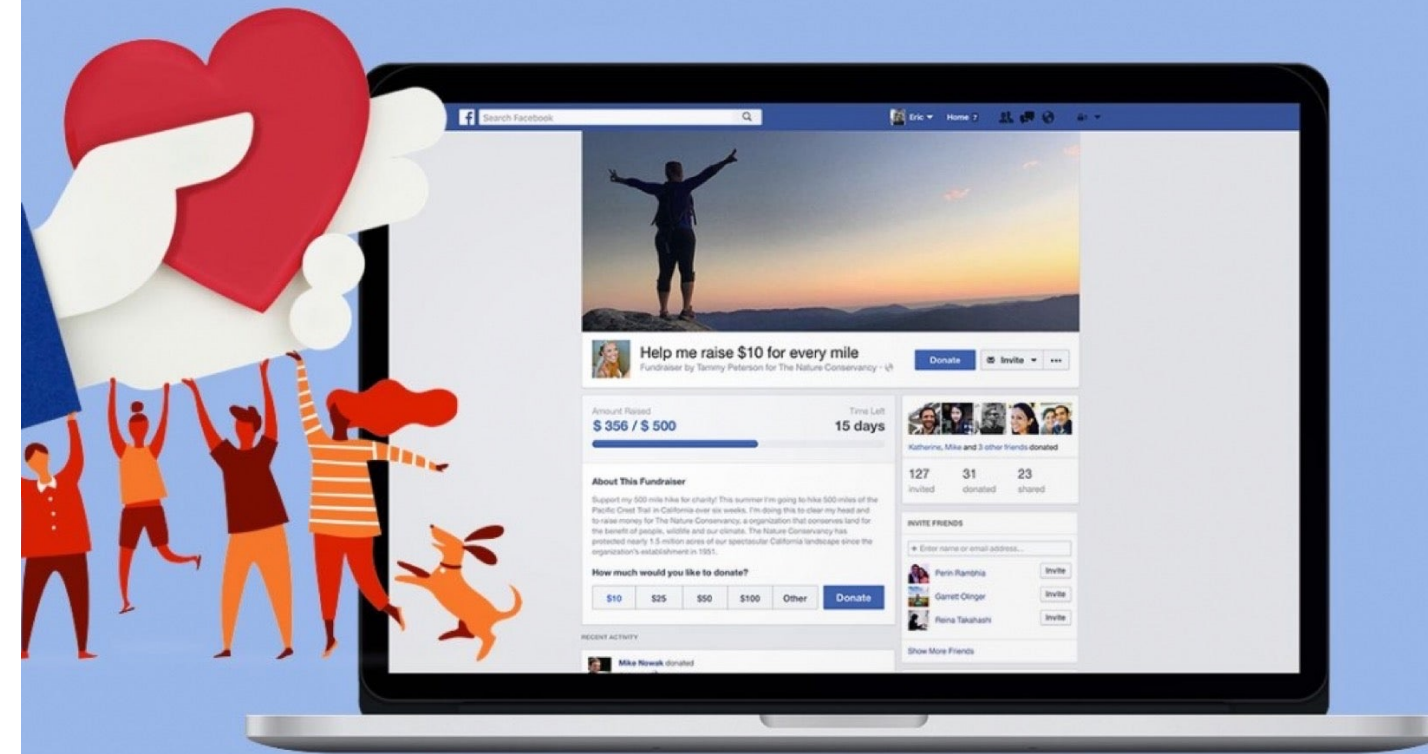 f Search Facebook
Eric Home 7
Help me raise $10 for every mile
Fundraiser by Tammy Peterson for The Nature Conservancy ·
Donate
Invite
Amount Raised
Time Left
$ 356 / $ 500
15 days
About This Fundraiser
Support my 500 mile hike for charity! This summer I'm going to hike 500 miles of the
Pacific Crest Trail in California over six weeks. I'm doing this to clear my head and
to raise money for The Nature Conservancy, a organization that conserves land for
the benefit of people, wildlife and our climate. The Nature Conservancy has
protected nearly 1.5 million acres of our spectacular California landscape since the
organization's establishment in 1951.
How much would you like to donate?
$10 $25 $50 $100 Other Donate
RECENT ACTIVITY
Mike Nowak donated
Katherine, Mike and 3 other friends donated
127 31 23
invited donated shared
INVITE FRIENDS
+ Enter name or email address...
Perin Rambhia Invite
Garrett Olinger Invite
Reina Takahashi Invite
Show More Friends